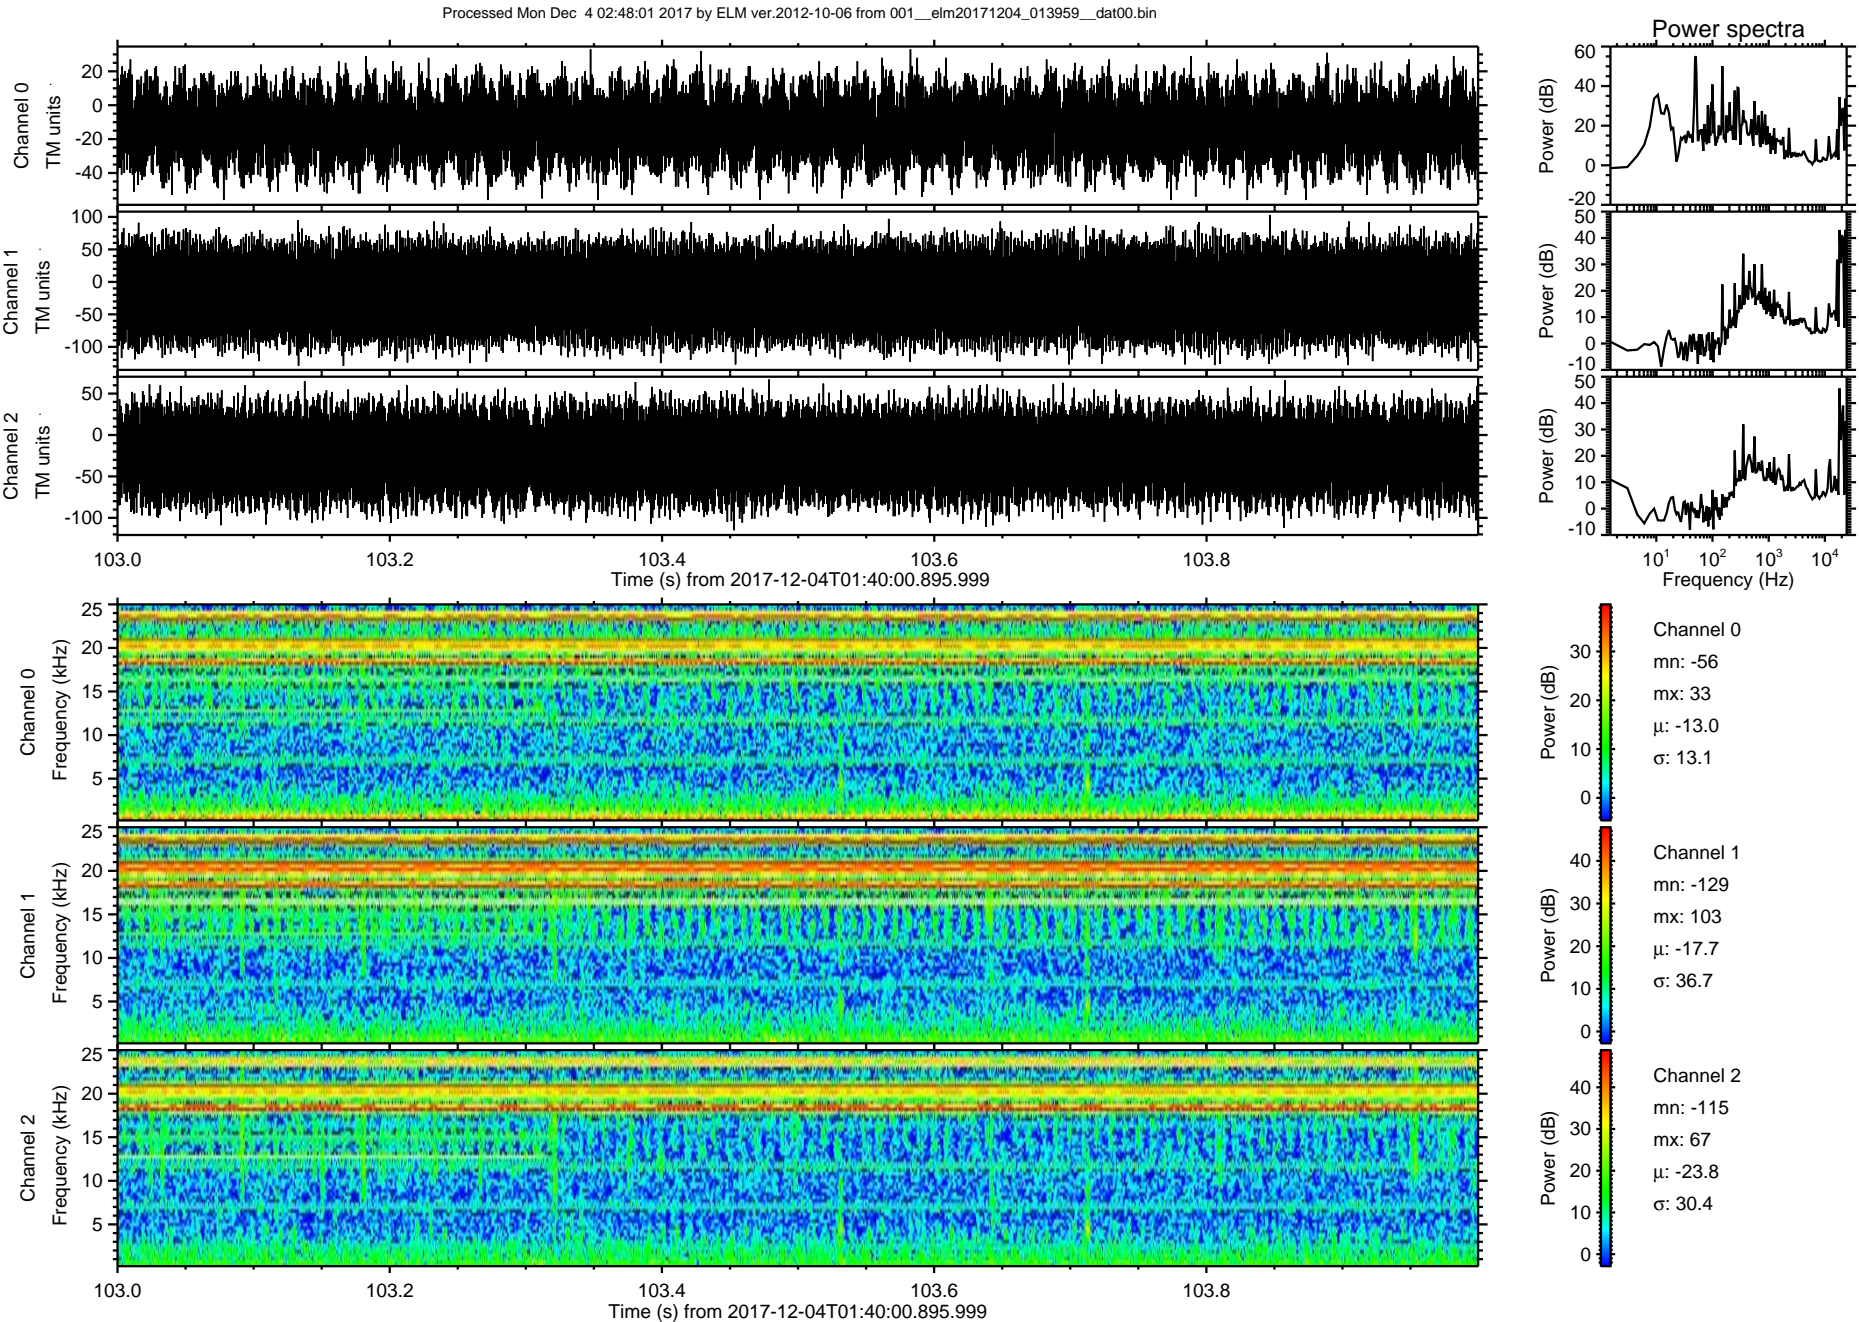 Processed Mon Dec  4 02:48:01 2017 by ELM ver.2012-10-06 from 001__elm20171204_013959__dat00.bin
Power spectra
Channel 0
TM units
20
0
-20
-40
Power (dB)
60
40
20
0
-20
Channel 1
TM units
100
50
0
-50
-100
Power (dB)
50
40
30
20
10
0
-10
Channel 2
TM units
50
0
-50
-100
Power (dB)
50
40
30
20
10
0
-10
103.0 103.2 103.4 103.6 103.8
Time (s) from 2017-12-04T01:40:00.895.999
10^1 10^2 10^3 10^4
Frequency (Hz)
Channel 0
Frequency (kHz)
25
20
15
10
5
Power (dB)
30
20
10
0
Channel 0
mn: -56
mx: 33
μ: -13.0
σ: 13.1
Channel 1
Frequency (kHz)
25
20
15
10
5
Power (dB)
40
30
20
10
0
Channel 1
mn: -129
mx: 103
μ: -17.7
σ: 36.7
Channel 2
Frequency (kHz)
25
20
15
10
5
Power (dB)
40
30
20
10
0
Channel 2
mn: -115
mx: 67
μ: -23.8
σ: 30.4
103.0 103.2 103.4 103.6 103.8
Time (s) from 2017-12-04T01:40:00.895.999